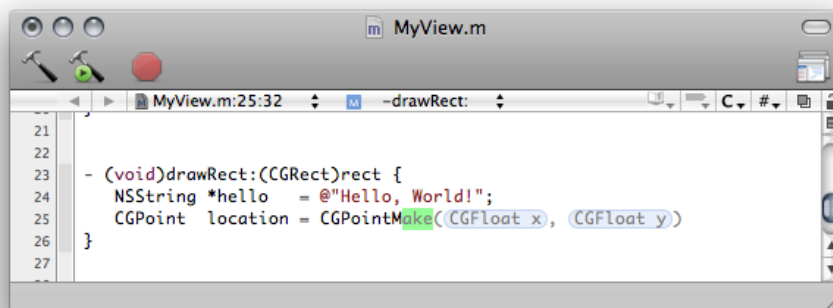 MyView.m
MyView.m:25:32 M -drawRect: C #
21
22
23 - (void)drawRect:(CGRect)rect {
24 NSString *hello = @"Hello, World!";
25 CGPoint location = CGPointMake(CGFloat x, CGFloat y)
26 }
27